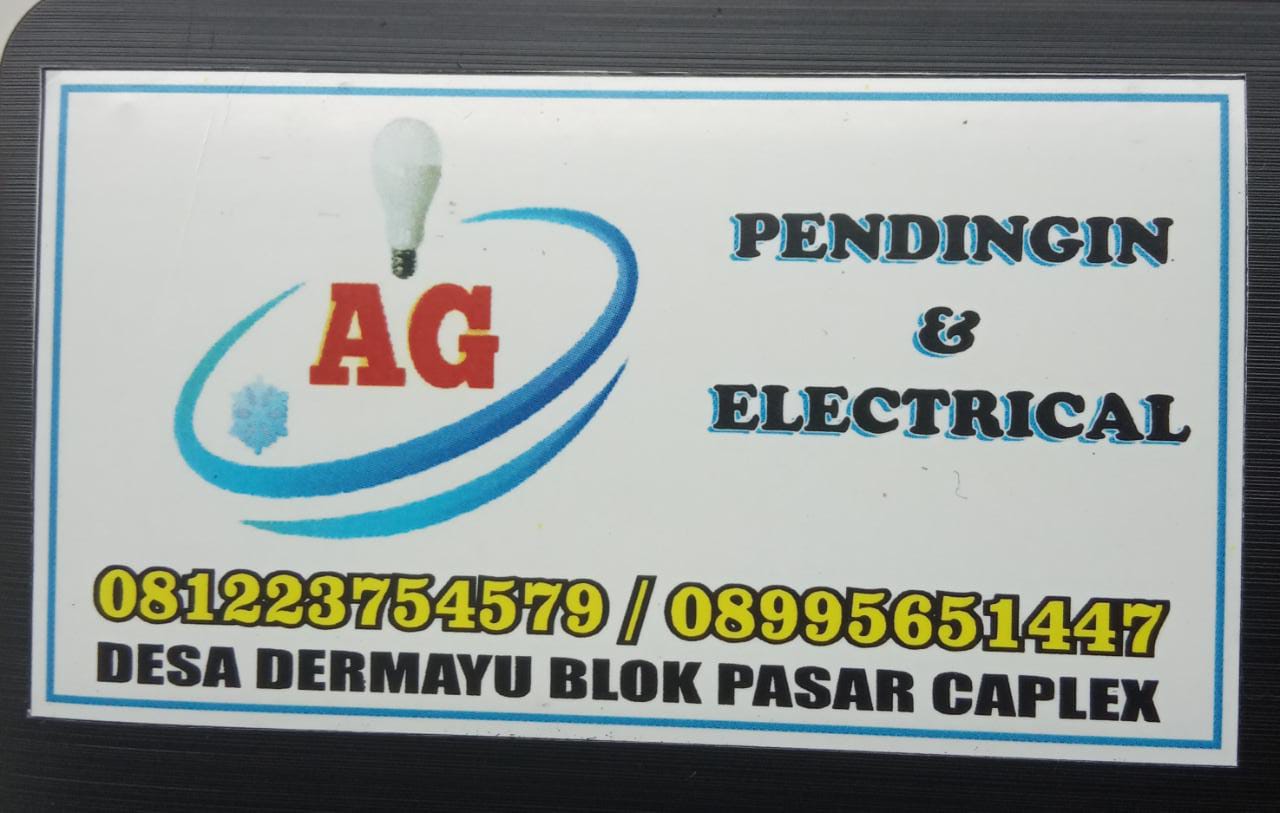 AG
PENDINGIN
&
ELECTRICAL
081223754579 / 08995651447
DESA DERMAYU BLOK PASAR CAPLEX